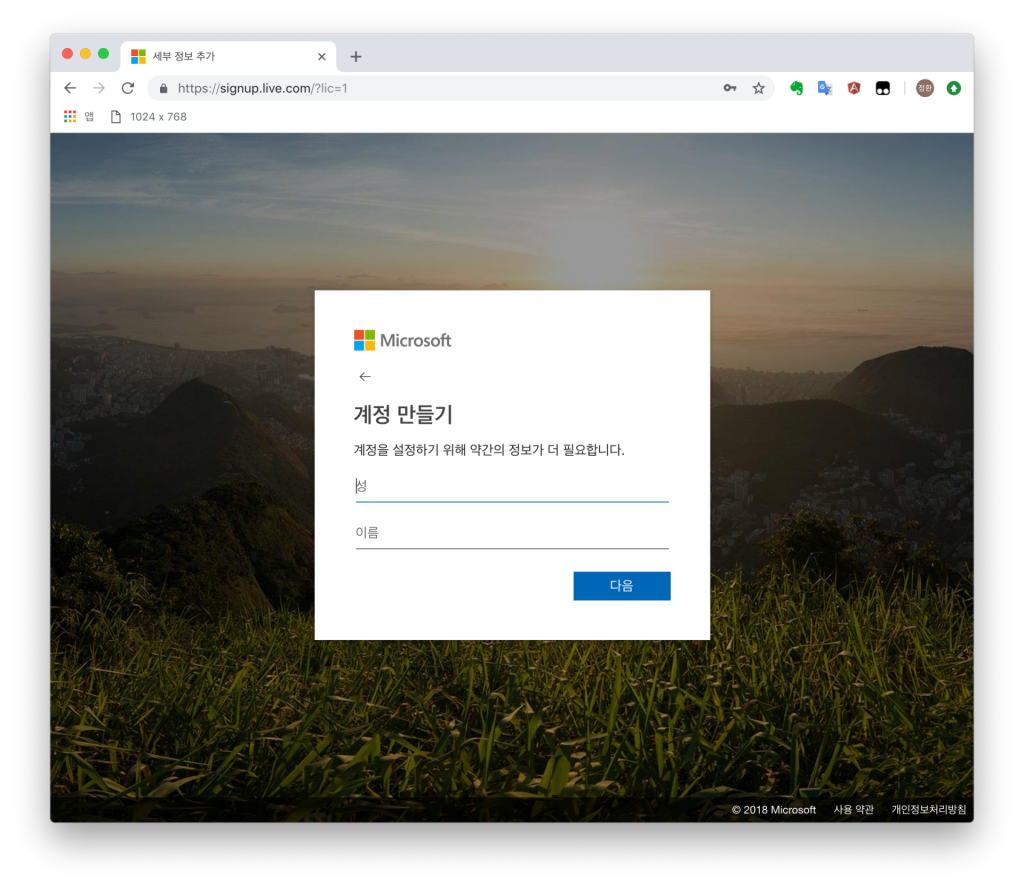 세부 정보 추가
https://signup.live.com/?lic=1
정환
앱
1024 x 768
Microsoft
계정 만들기
계정을 설정하기 위해 약간의 정보가 더 필요합니다.
성
이름
다음
© 2018 Microsoft 사용 약관 개인정보처리방침